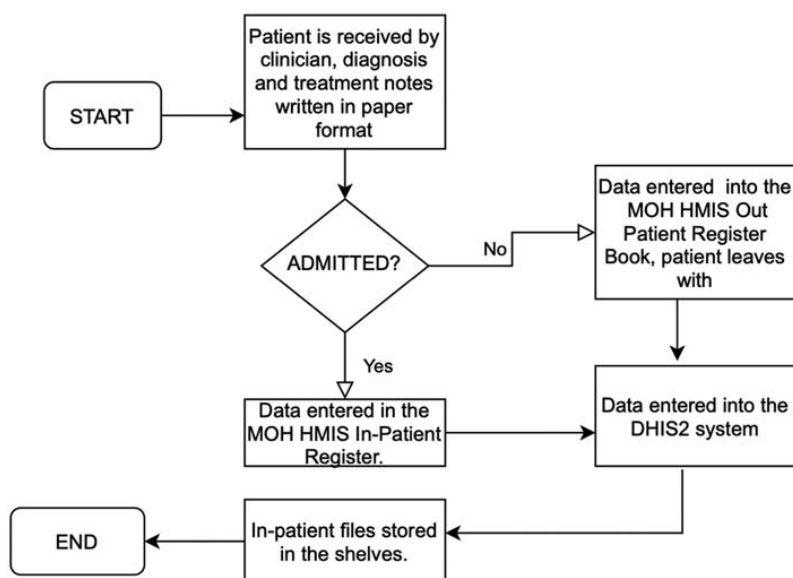 START
Patient is received by
clinician, diagnosis
and treatment notes
written in paper
format
ADMITTED?
No
Data entered into the
MOH HMIS Out
Patient Register
Book, patient leaves
with
Yes
Data entered in the
MOH HMIS In-Patient
Register.
Data entered into the
DHIS2 system
In-patient files stored
in the shelves.
END